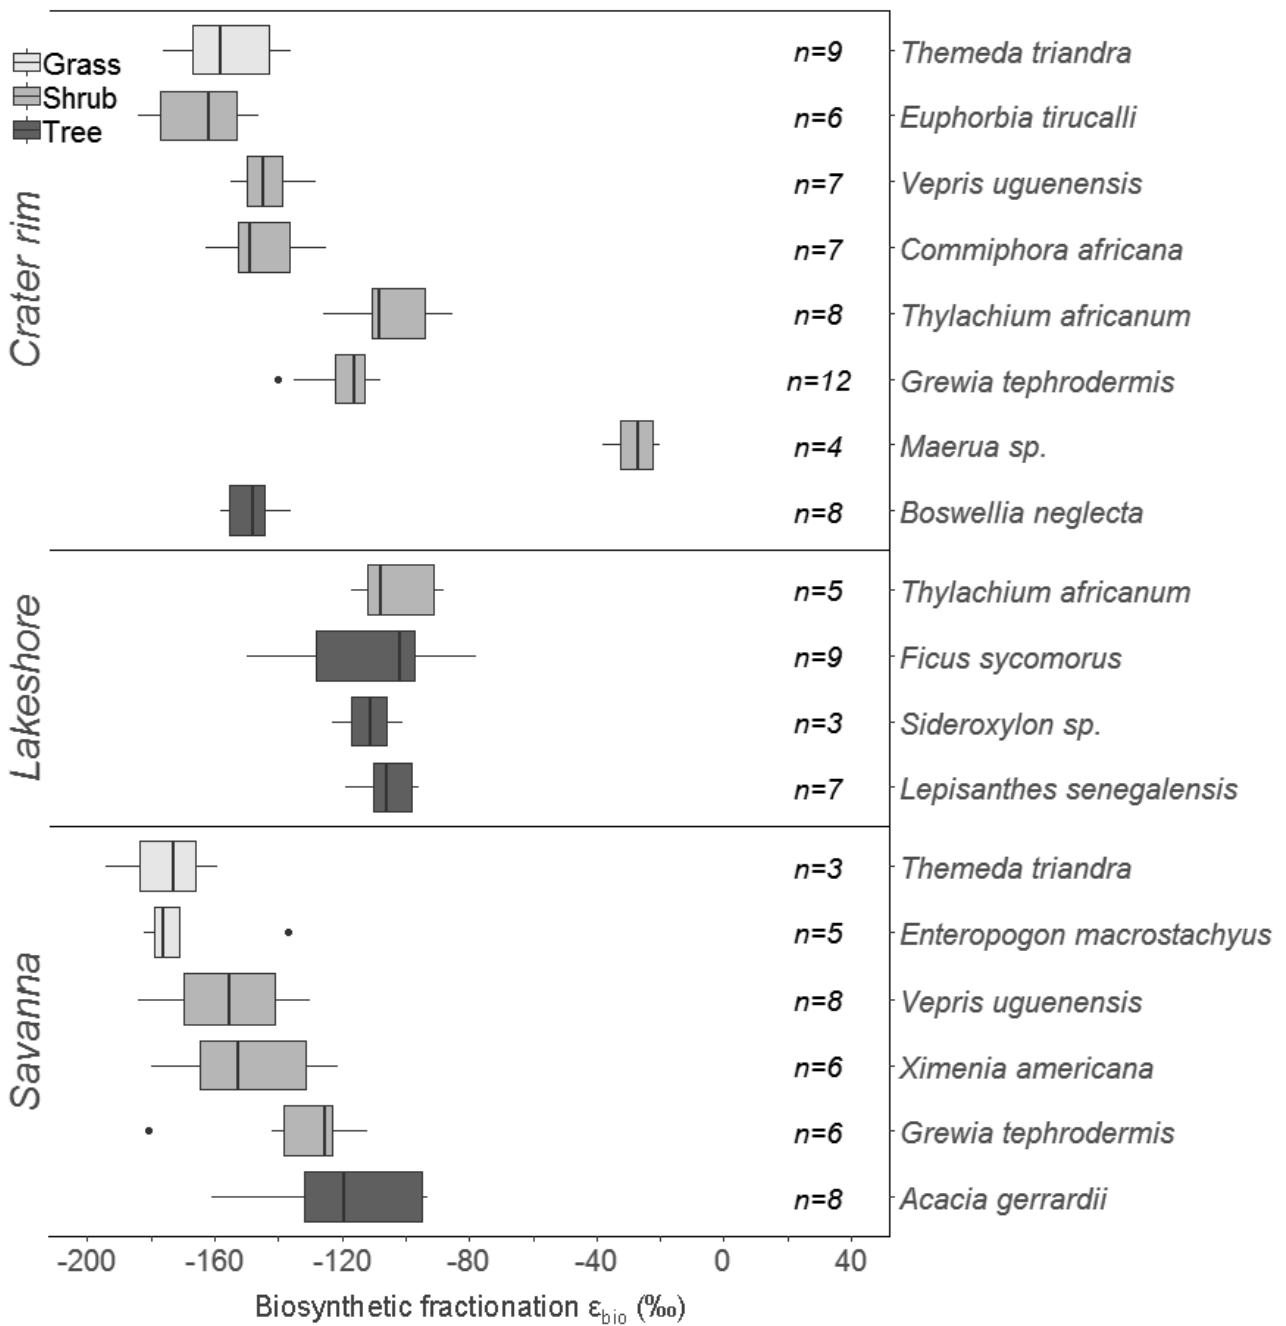 Grass
Shrub
Tree
Crater rim
n=9 Themeda triandra
n=6 Euphorbia tirucalli
n=7 Vepris uguenensis
n=7 Commiphora africana
n=8 Thylachium africanum
n=12 Grewia tephrodermis
n=4 Maerua sp.
n=8 Boswellia neglecta
Lakeshore
n=5 Thylachium africanum
n=9 Ficus sycomorus
n=3 Sideroxylon sp.
n=7 Lepisanthes senegalensis
Savanna
n=3 Themeda triandra
n=5 Enteropogon macrostachyus
n=8 Vepris uguenensis
n=6 Ximenia americana
n=6 Grewia tephrodermis
n=8 Acacia gerrardii
-200 -160 -120 -80 -40 0 40
Biosynthetic fractionation εbio (‰)